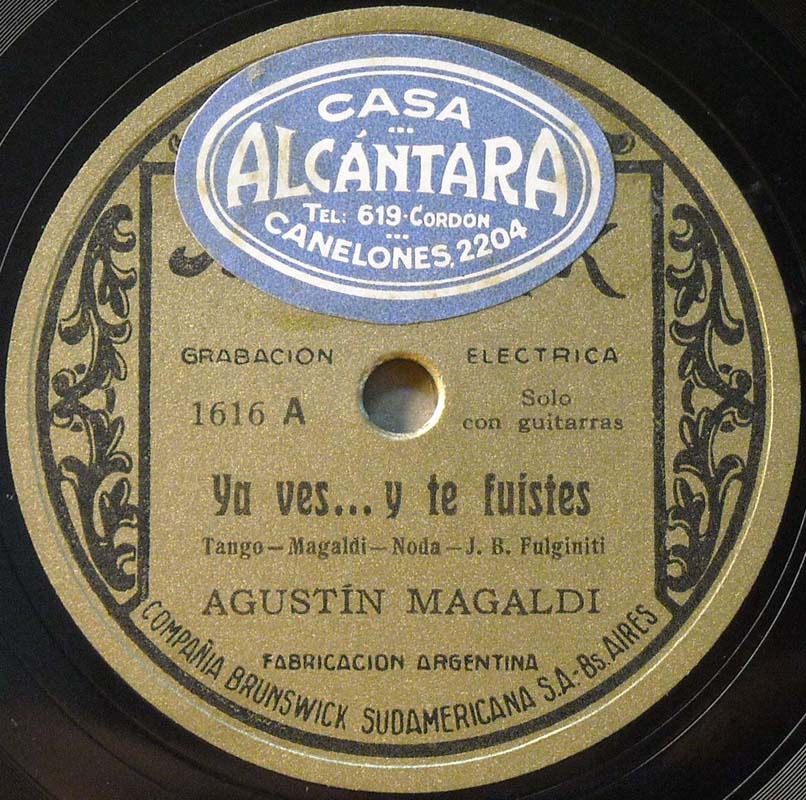 CASA
ALCÁNTARA
TEL: 619-CORDÓN
CANELONES, 2204
GRABACION ELECTRICA
1616 A
Solo
con guitarras
Ya ves... y te fuístes
Tango—Magaldi—Noda—J. B. Fulginiti
AGUSTÍN MAGALDI
FABRICACION ARGENTINA
COMPAÑIA BRUNSWICK SUDAMERICANA S.A.-Bs. AIRES